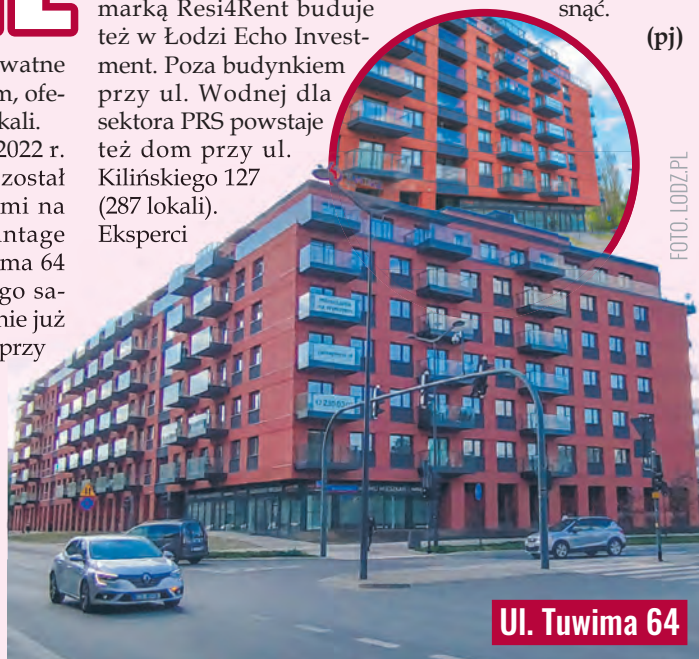 watne
m, ofe-
kali.
2022 r.
został
mi na
ntage
ma 64
go sa-
nie już
przy
marką Resi4Rent buduje
też w Łodzi Echo Invest-
ment. Poza budynkiem
przy ul. Wodnej dla
sektora PRS powstaje
też dom przy ul.
Kilińskiego 127
(287 lokali).
Eksperci
snąć.
(pj)
FOTO. LODZ.PL
Ul. Tuwima 64